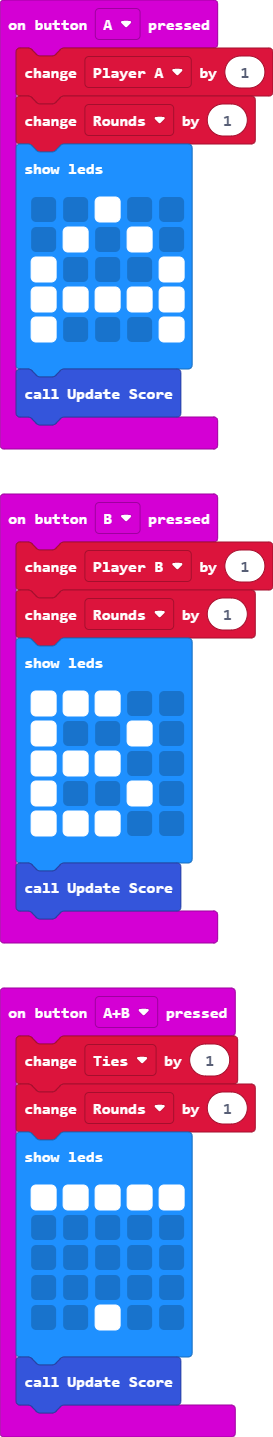 on button A pressed
change Player A by 1
change Rounds by 1
show leds
call Update Score
on button B pressed
change Player B by 1
change Rounds by 1
show leds
call Update Score
on button A+B pressed
change Ties by 1
change Rounds by 1
show leds
call Update Score